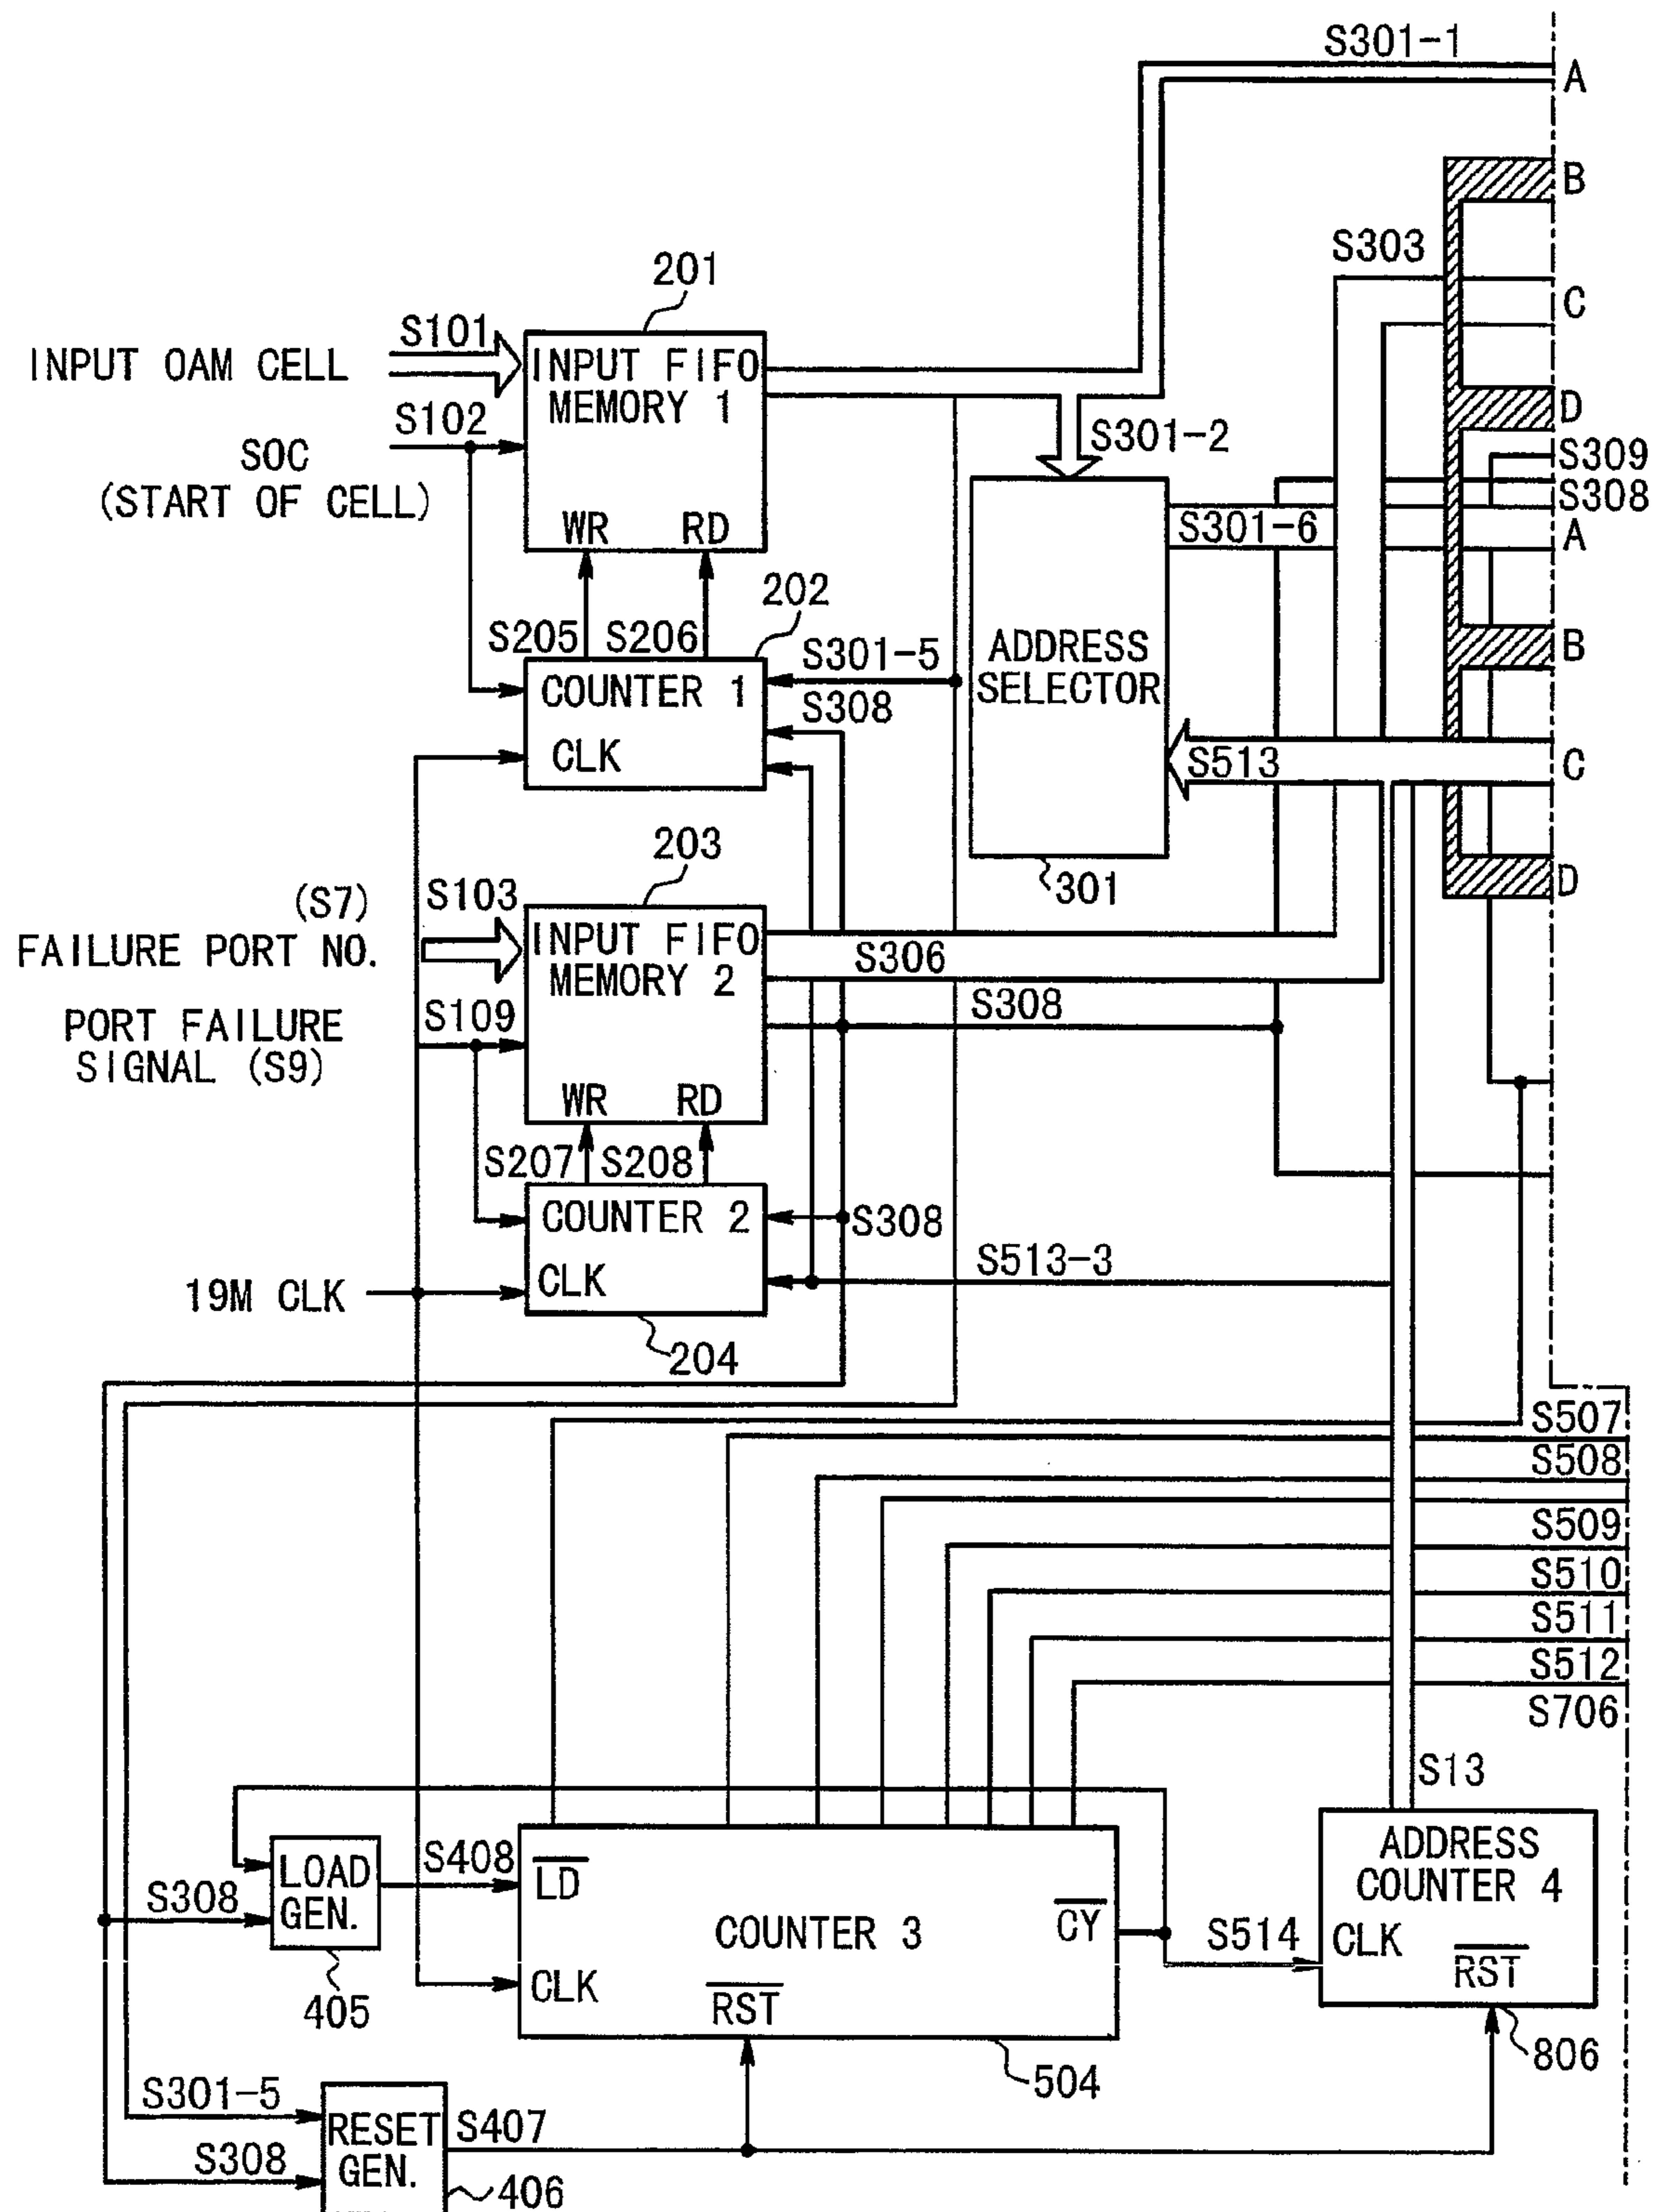 S301-1
A
B
S303
C
201
S101
INPUT OAM CELL
INPUT FIFO
MEMORY 1
S102
SOC
(START OF CELL)
WR RD
S301-2
D
S309
S308
S301-6
A
202
S205 S206
COUNTER 1
CLK
S301-5
S308
ADDRESS
SELECTOR
B
S513
C
301
D
203
(S7)
S103
FAILURE PORT NO.
INPUT FIFO
MEMORY 2
S306
S109
PORT FAILURE
SIGNAL (S9)
S308
WR RD
S207 S208
COUNTER 2
CLK
S308
S513-3
19M CLK
204
S507
S508
S509
S510
S511
S512
S706
S13
LOAD
GEN.
S408
S308
405
LD
COUNTER 3
CY
CLK
RST
504
S514
ADDRESS
COUNTER 4
CLK
RST
806
S301-5
S308
RESET
GEN.
S407
406